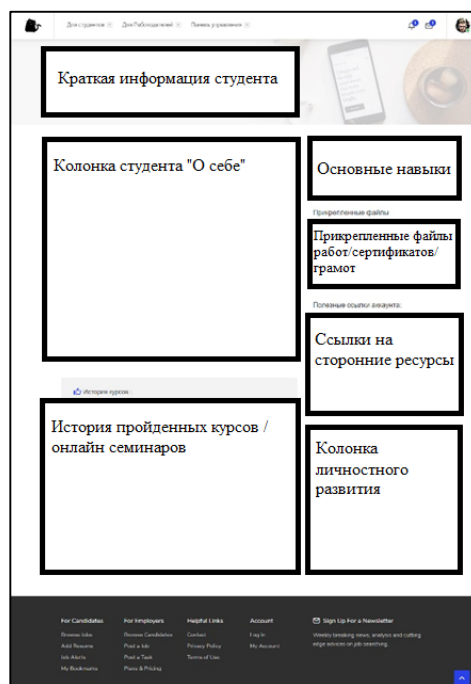 Для студентов Для Работодателей Панель управления
Краткая информация студента
Колонка студента "О себе"
Основные навыки
Прикрепленные файлы
Прикрепленные файлы
работ/сертификатов/
грамот
Полезные ссылки аккаунта:
Ссылки на
сторонние ресурсы
История курсов:
История пройденных курсов /
онлайн семинаров
Колонка
личностного
развития
For Candidates
Browse Jobs
Add Resume
Job Alerts
My Bookmarks
For Employers
Browse Candidates
Post a Job
Post a Task
Plans & Pricing
Helpful Links
Contact
Privacy Policy
Terms of Use
Account
Log In
My Account
Sign Up For a Newsletter
Weekly breaking news, analysis and cutting
edge advices on job searching.